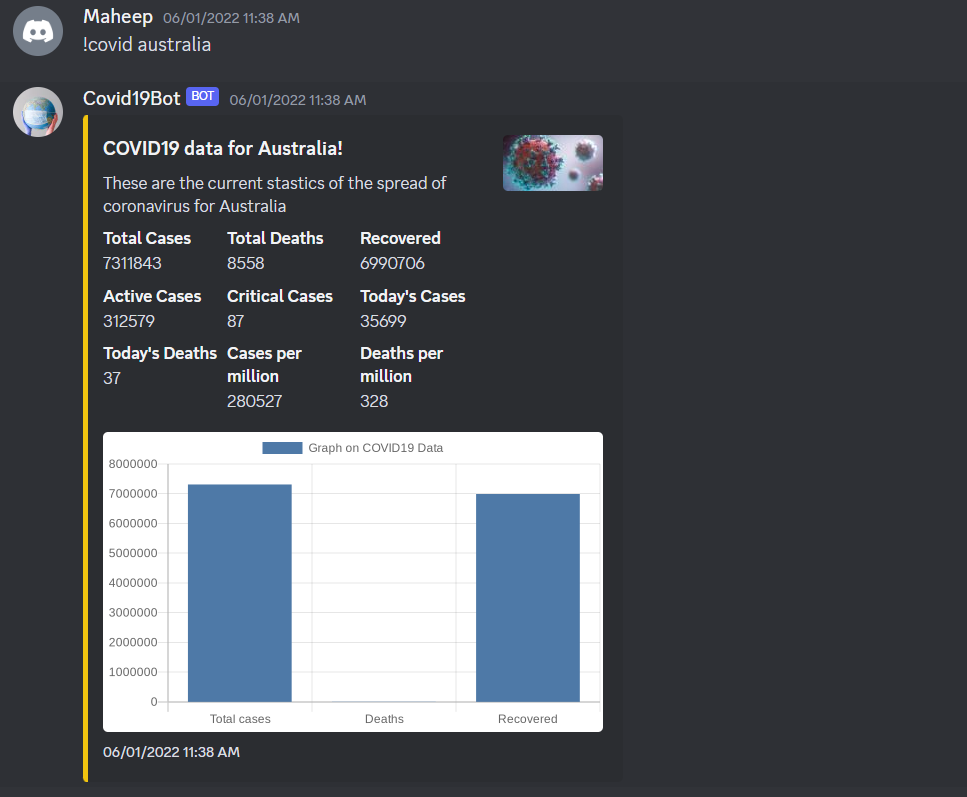 Maheep 06/01/2022 11:38 AM
!covid australia
Covid19Bot BOT 06/01/2022 11:38 AM
COVID19 data for Australia!
These are the current stastics of the spread of
coronavirus for Australia
Total Cases Total Deaths Recovered
7311843 8558 6990706
Active Cases Critical Cases Today's Cases
312579 87 35699
Today's Deaths Cases per Deaths per
million million
37
280527 328
Graph on COVID19 Data
8000000
7000000
6000000
5000000
4000000
3000000
2000000
1000000
0
Total cases Deaths Recovered
06/01/2022 11:38 AM